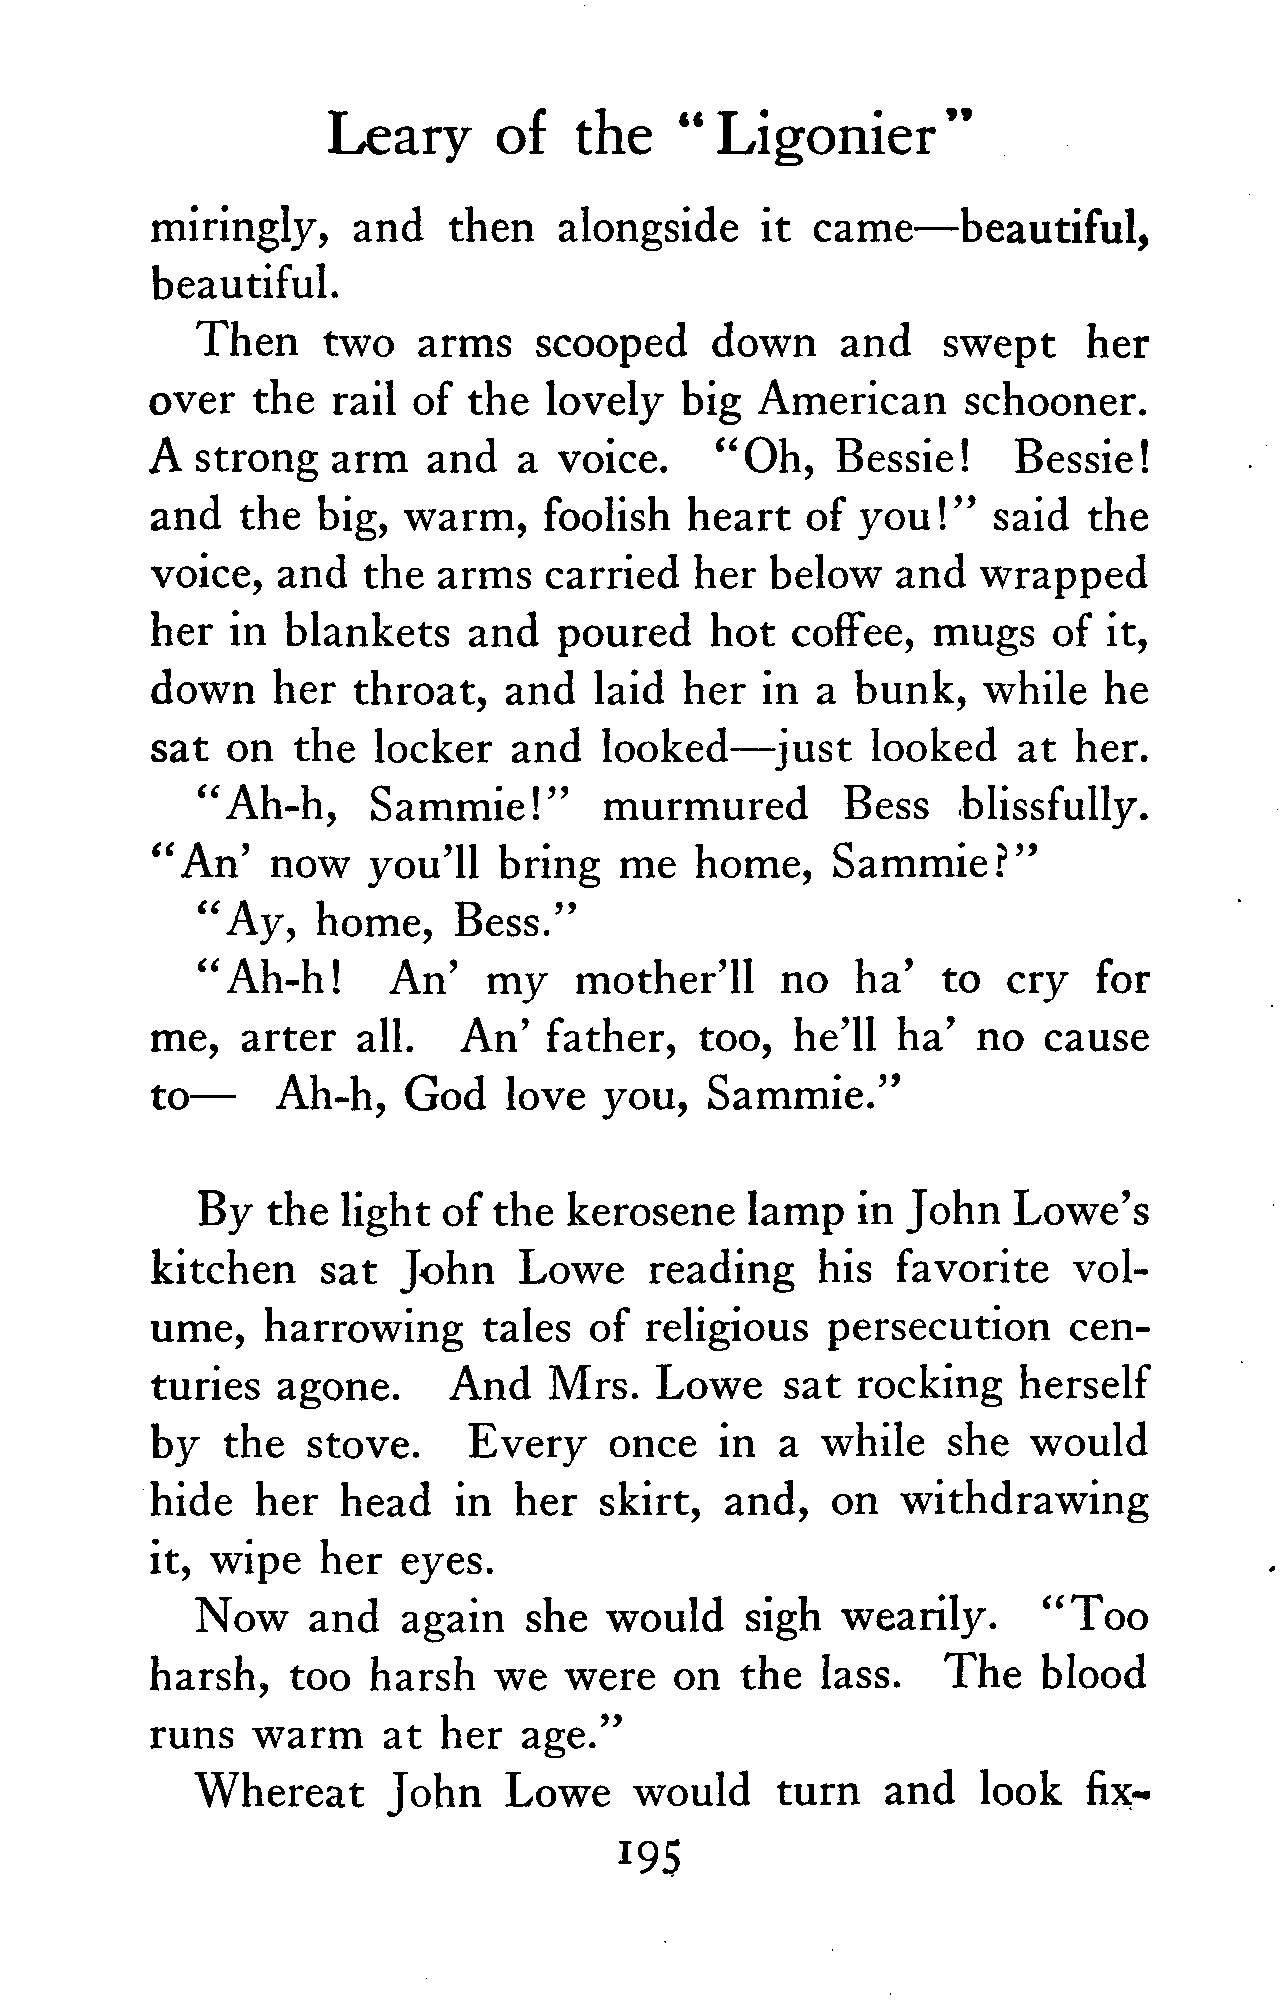 Leary of the "Ligonier"
miringly, and then alongside it came—beautiful,
beautiful.
Then two arms scooped down and swept her
over the rail of the lovely big American schooner.
A strong arm and a voice. "Oh, Bessie! Bessie!
and the big, warm, foolish heart of you!" said the
voice, and the arms carried her below and wrapped
her in blankets and poured hot coffee, mugs of it,
down her throat, and laid her in a bunk, while he
sat on the locker and looked—just looked at her.
"Ah-h, Sammie!" murmured Bess blissfully.
"An' now you'll bring me home, Sammie?"
"Ay, home, Bess."
"Ah-h! An' my mother'll no ha' to cry for
me, arter all. An' father, too, he'll ha' no cause
to— Ah-h, God love you, Sammie."
By the light of the kerosene lamp in John Lowe's
kitchen sat John Lowe reading his favorite vol-
ume, harrowing tales of religious persecution cen-
turies agone. And Mrs. Lowe sat rocking herself
by the stove. Every once in a while she would
hide her head in her skirt, and, on withdrawing
it, wipe her eyes.
Now and again she would sigh wearily. "Too
harsh, too harsh we were on the lass. The blood
runs warm at her age."
Whereat John Lowe would turn and look fix-
195